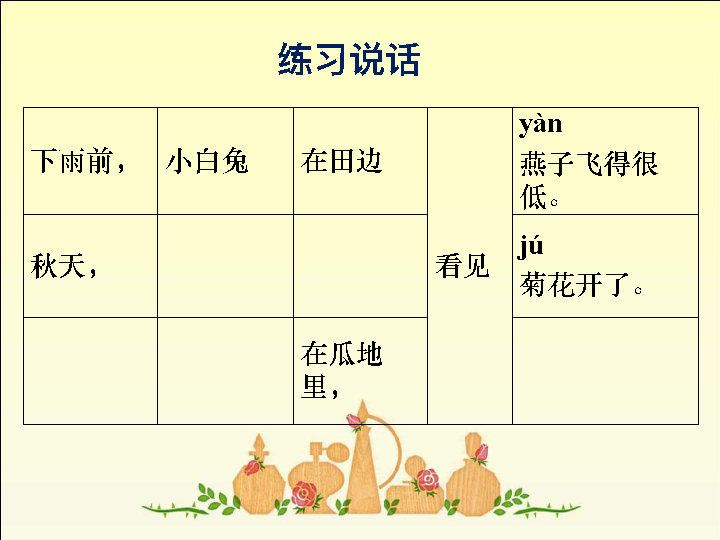 练习说话
下雨前，
小白兔
在田边
看见
yàn
燕子飞得很
低。
秋天，
jú
菊花开了。
在瓜地
里，